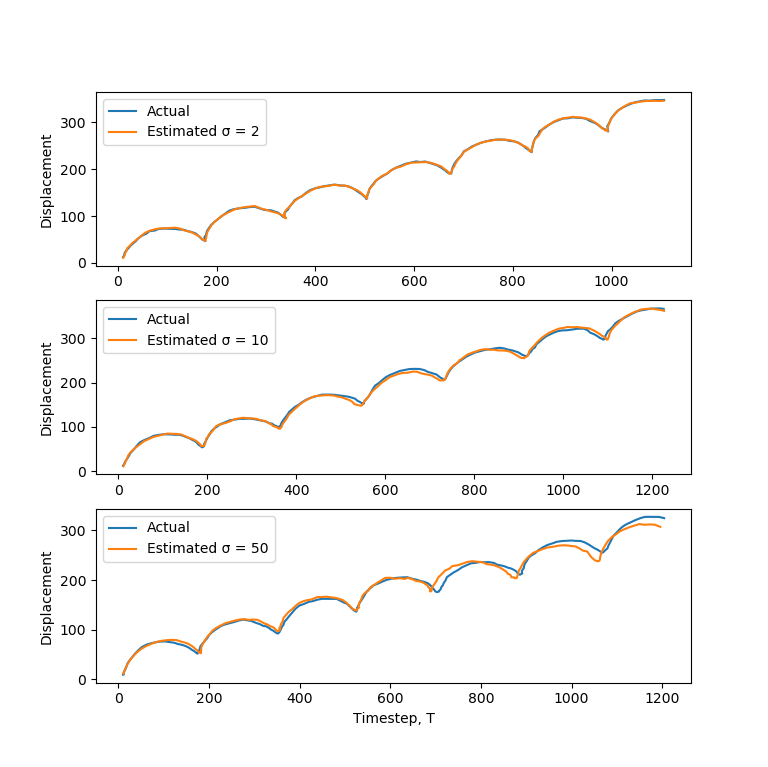 Displacement
300
200
100
0
Actual
Estimated σ = 2
0 200 400 600 800 1000
Displacement
300
200
100
0
Actual
Estimated σ = 10
0 200 400 600 800 1000 1200
Displacement
300
200
100
0
Actual
Estimated σ = 50
0 200 400 600 800 1000 1200
Timestep, T